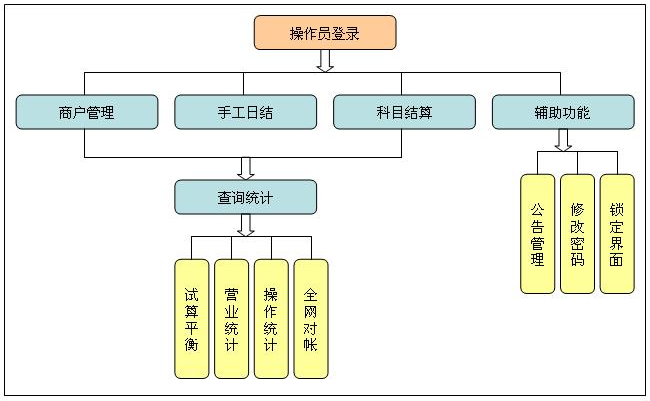 操作员登录
商户管理
手工日结
科目结算
辅助功能
查询统计
公告管理
修改密码
锁定界面
试算平衡
营业统计
操作统计
全网对帐